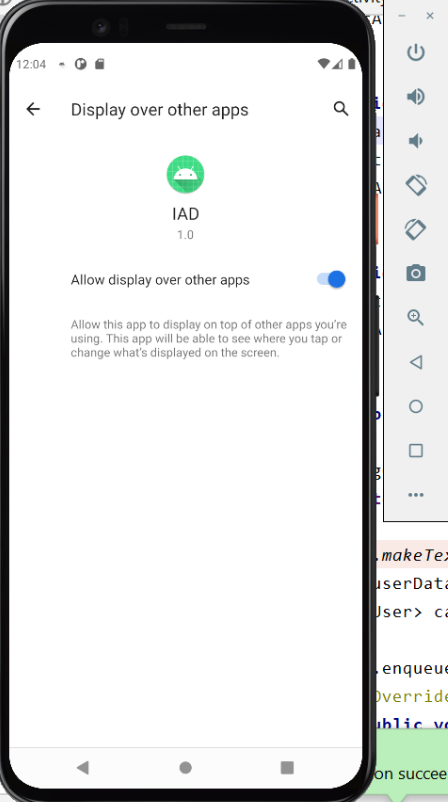 12:04
Display over other apps
IAD
1.0
Allow display over other apps
Allow this app to display on top of other apps you're
using. This app will be able to see where you tap or
change what's displayed on the screen.
.makeTex
userData
User> ca
.enqueue
Override
ublic vo
on succee